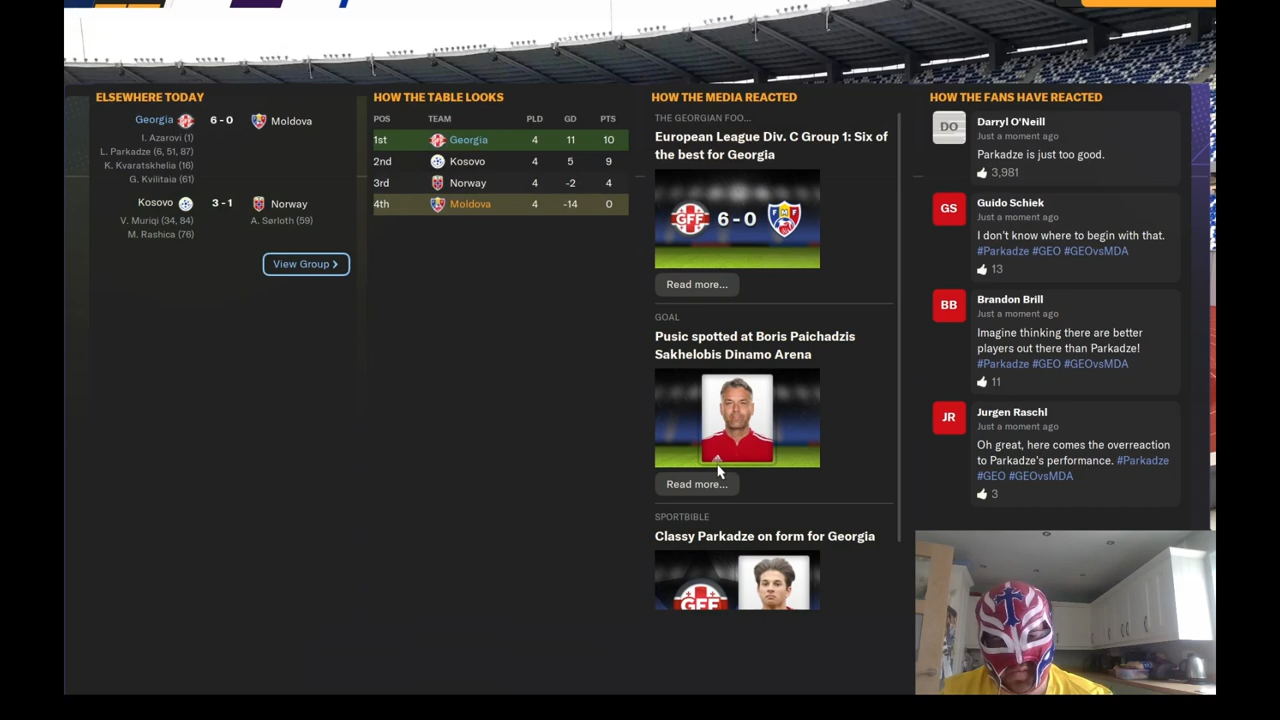 ELSEWHERE TODAY
Georgia 6 - 0 Moldova
I. Azarovi (1)
L. Parkadze (6, 51, 87)
K. Kvaratskhelia (16)
G. Kvilitaia (61)
Kosovo 3 - 1 Norway
V. Muriqi (34, 84) A. Sørloth (59)
M. Rashica (76)
View Group
HOW THE TABLE LOOKS
POS TEAM PLD GD PTS
1st Georgia 4 11 10
2nd Kosovo 4 5 9
3rd Norway 4 -2 4
4th Moldova 4 -14 0
HOW THE MEDIA REACTED
THE GEORGIAN FOO...
European League Div. C Group 1: Six of
the best for Georgia
GFF 6 - 0 FMF
Read more...
GOAL
Pusic spotted at Boris Paichadzis
Sakhelobis Dinamo Arena
Read more...
SPORTBIBLE
Classy Parkadze on form for Georgia
GFF
HOW THE FANS HAVE REACTED
DO
Darryl O'Neill
Just a moment ago
Parkadze is just too good.
3,981
GS
Guido Schiek
Just a moment ago
I don't know where to begin with that.
#Parkadze #GEO #GEOvsMDA
13
BB
Brandon Brill
Just a moment ago
Imagine thinking there are better
players out there than Parkadze!
#Parkadze #GEO #GEOvsMDA
11
JR
Jurgen Raschl
Just a moment ago
Oh great, here comes the overreaction
to Parkadze's performance. #Parkadze
#GEO #GEOvsMDA
3